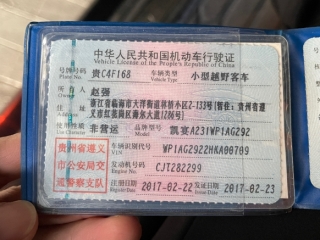 中华人民共和国机动车行驶证
Vehicle License of the People's Republic of China
号牌号码 贵C4F168 车辆类型 小型越野客车
Plate No. Vehicle Type
所有人 赵强
Owner
住址 浙江省临海市大洋街道祥桥小区2-133号(暂住:贵州省遵
Address 义市红花岗区海尔大道1286号)
使用性质 非营运 品牌型号 凯宴A231WP1AG292
Use Character Model
贵州省遵义
市公安局交
通警察支队
车辆识别代号 WP1AG2922HKA00709
VIN
发动机号码 CJT282299
Engine No.
注册日期 2017-02-22 发证日期 2017-02-23
Register Date Issue Date